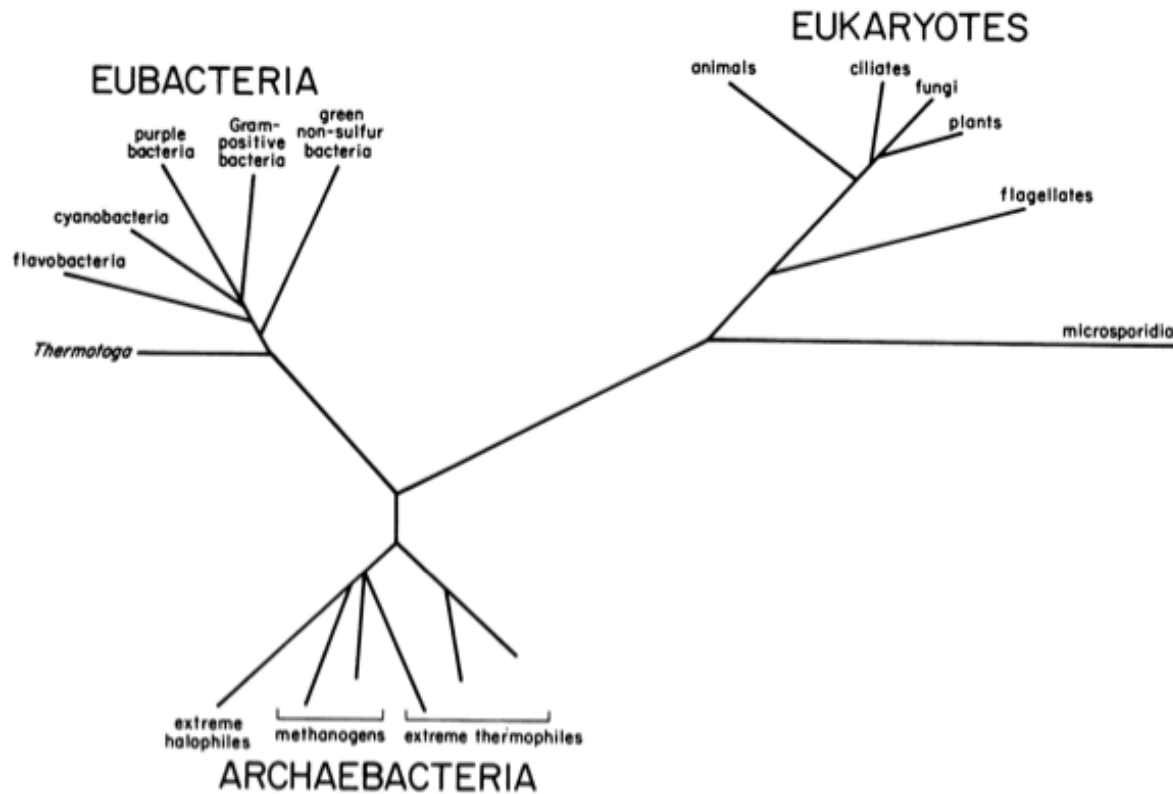 EUKARYOTES
animals
ciliates
fungi
plants
flagellates
microsporidia
EUBACTERIA
purple
bacteria
Gram-
positive
bacteria
green
non-sulfur
bacteria
cyanobacteria
flavobacteria
Thermotoga
extreme
halophiles
methanogens
extreme thermophiles
ARCHAEBACTERIA